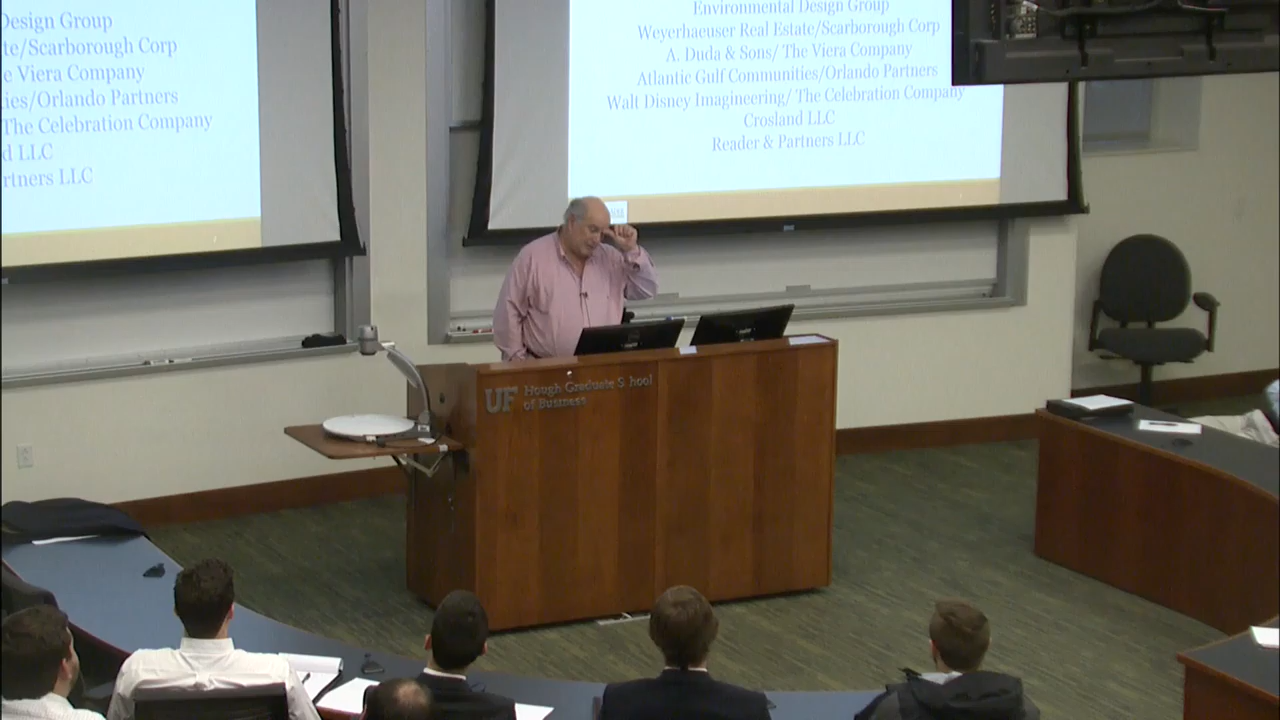 Design Group
te/Scarborough Corp
e Viera Company
ties/Orlando Partners
The Celebration Company
d LLC
rtners LLC
Environmental Design Group
Weyerhaeuser Real Estate/Scarborough Corp
A. Duda & Sons/ The Viera Company
Atlantic Gulf Communities/Orlando Partners
Walt Disney Imagineering/ The Celebration Company
Crosland LLC
Reader & Partners LLC
UF Hough Graduate School
of Business